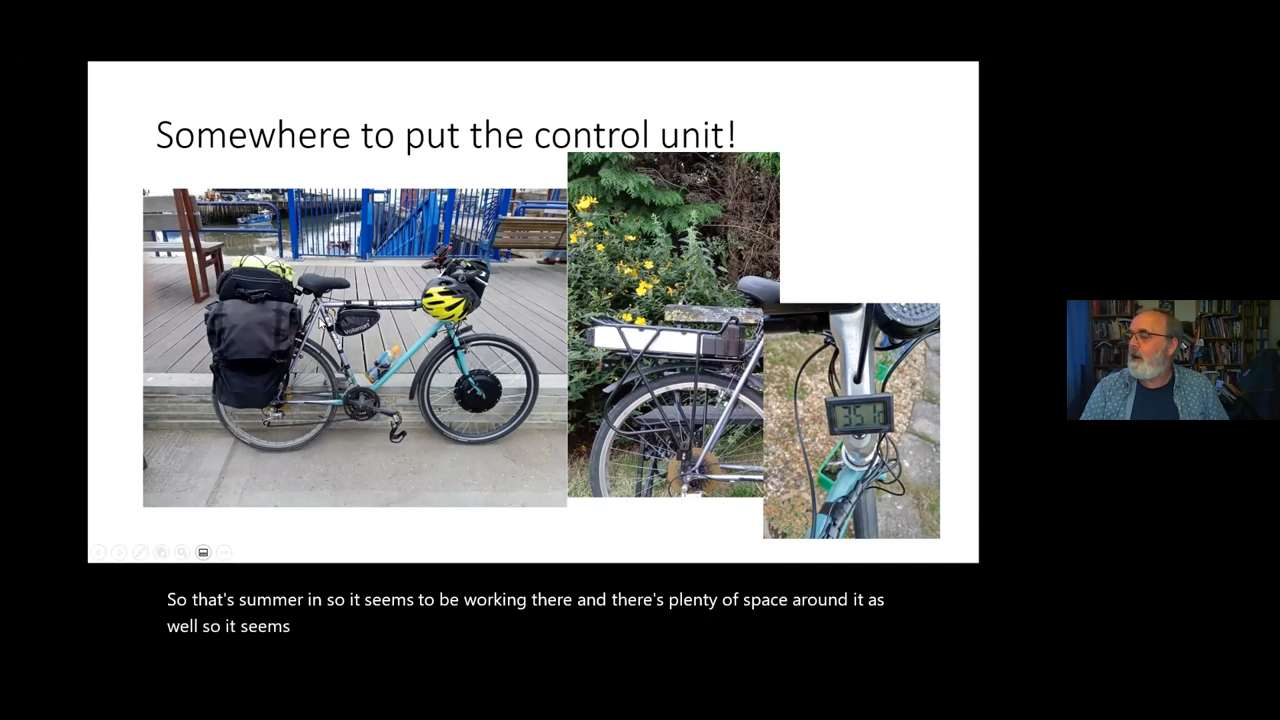 Somewhere to put the control unit!
So that's summer in so it seems to be working there and there's plenty of space around it as
well so it seems